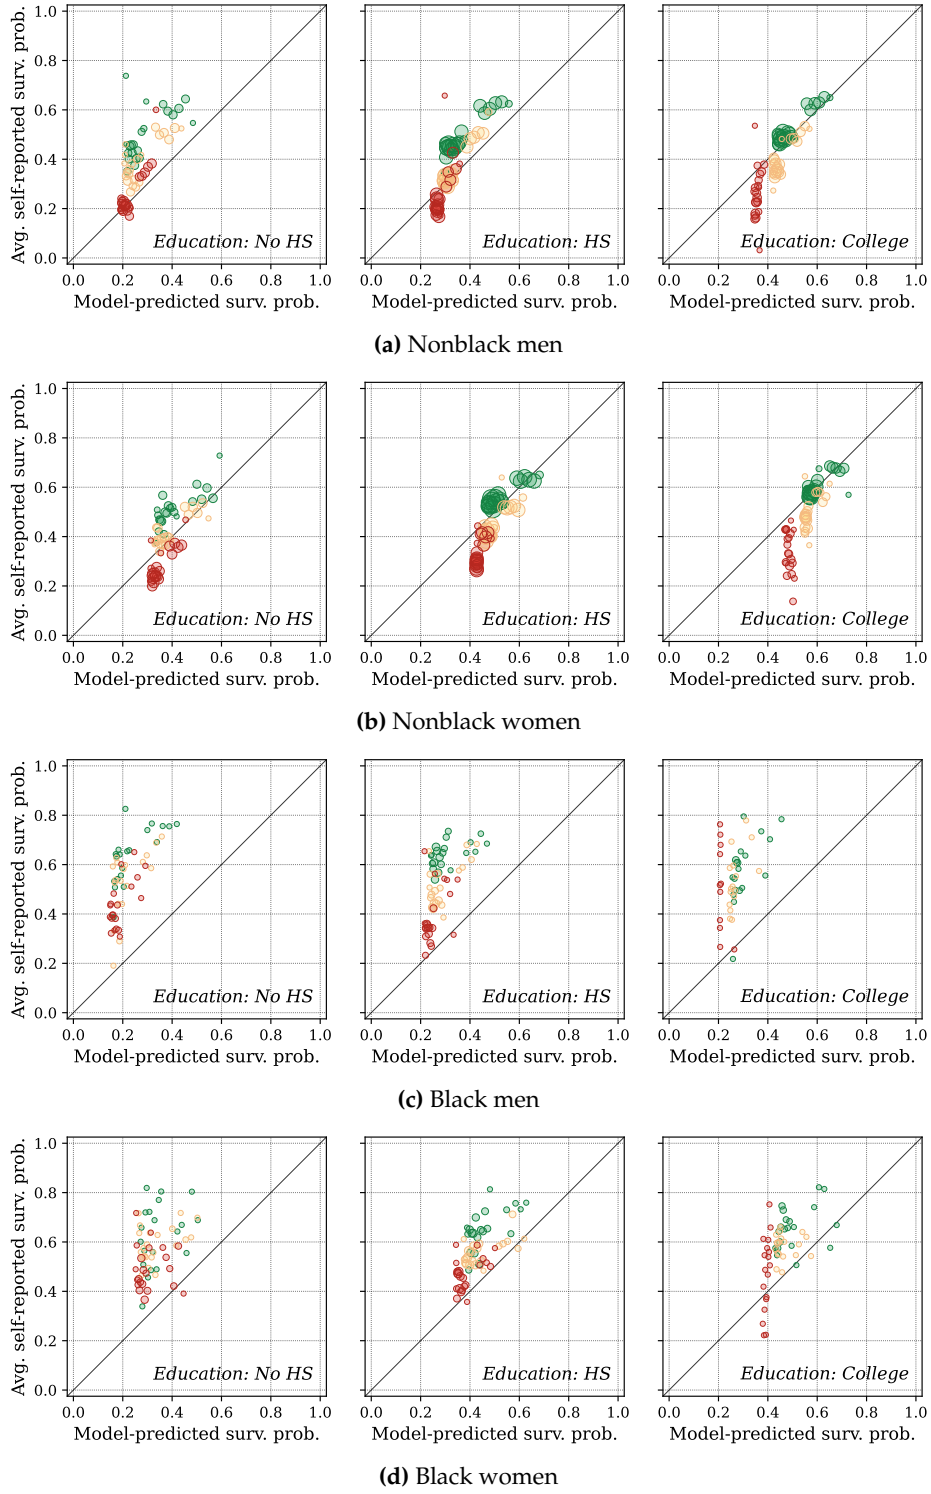 1.0
0.8
0.6
0.4
0.2
0.0
Avg. self-reported surv. prob.
Education: No HS
Education: HS
Education: College
0.0 0.2 0.4 0.6 0.8 1.0
0.0 0.2 0.4 0.6 0.8 1.0
0.0 0.2 0.4 0.6 0.8 1.0
Model-predicted surv. prob.
Model-predicted surv. prob.
Model-predicted surv. prob.
(a) Nonblack men
1.0
0.8
0.6
0.4
0.2
0.0
Avg. self-reported surv. prob.
Education: No HS
Education: HS
Education: College
0.0 0.2 0.4 0.6 0.8 1.0
0.0 0.2 0.4 0.6 0.8 1.0
0.0 0.2 0.4 0.6 0.8 1.0
Model-predicted surv. prob.
Model-predicted surv. prob.
Model-predicted surv. prob.
(b) Nonblack women
1.0
0.8
0.6
0.4
0.2
0.0
Avg. self-reported surv. prob.
Education: No HS
Education: HS
Education: College
0.0 0.2 0.4 0.6 0.8 1.0
0.0 0.2 0.4 0.6 0.8 1.0
0.0 0.2 0.4 0.6 0.8 1.0
Model-predicted surv. prob.
Model-predicted surv. prob.
Model-predicted surv. prob.
(c) Black men
1.0
0.8
0.6
0.4
0.2
0.0
Avg. self-reported surv. prob.
Education: No HS
Education: HS
Education: College
0.0 0.2 0.4 0.6 0.8 1.0
0.0 0.2 0.4 0.6 0.8 1.0
0.0 0.2 0.4 0.6 0.8 1.0
Model-predicted surv. prob.
Model-predicted surv. prob.
Model-predicted surv. prob.
(d) Black women